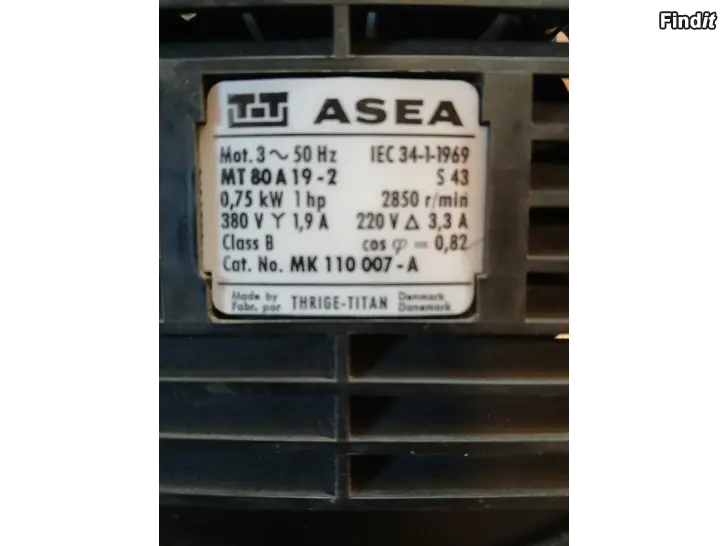 Findit
T-T ASEA
Mot. 3~ 50 Hz IEC 34-1-1969
MT 80 A 19-2 S 43
0,75 kW 1 hp 2850 r/min
380 V Y 1,9 A 220 V Δ 3,3 A
Class B cos φ = 0,82
Cat. No. MK 110 007-A
Made by THRIGE-TITAN Denmark
Fabr. por Danemark